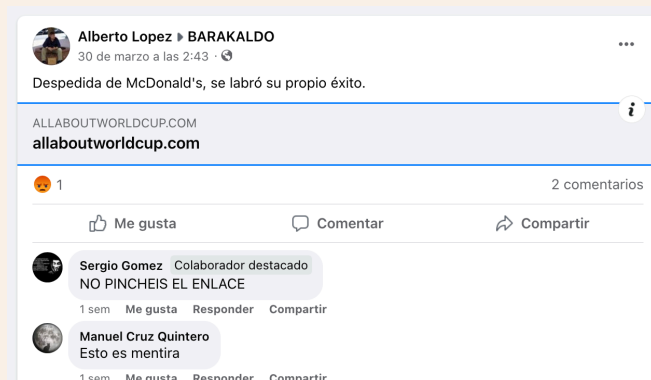 Alberto Lopez ▸ BARAKALDO
30 de marzo a las 2:43 ·
Despedida de McDonald's, se labró su propio éxito.
ALLABOUTWORLDCUP.COM
allaboutworldcup.com
1
2 comentarios
Me gusta Comentar Compartir
Sergio Gomez Colaborador destacado
NO PINCHEIS EL ENLACE
1 sem Me gusta Responder Compartir
Manuel Cruz Quintero
Esto es mentira
1 sem Me gusta Responder Compartir